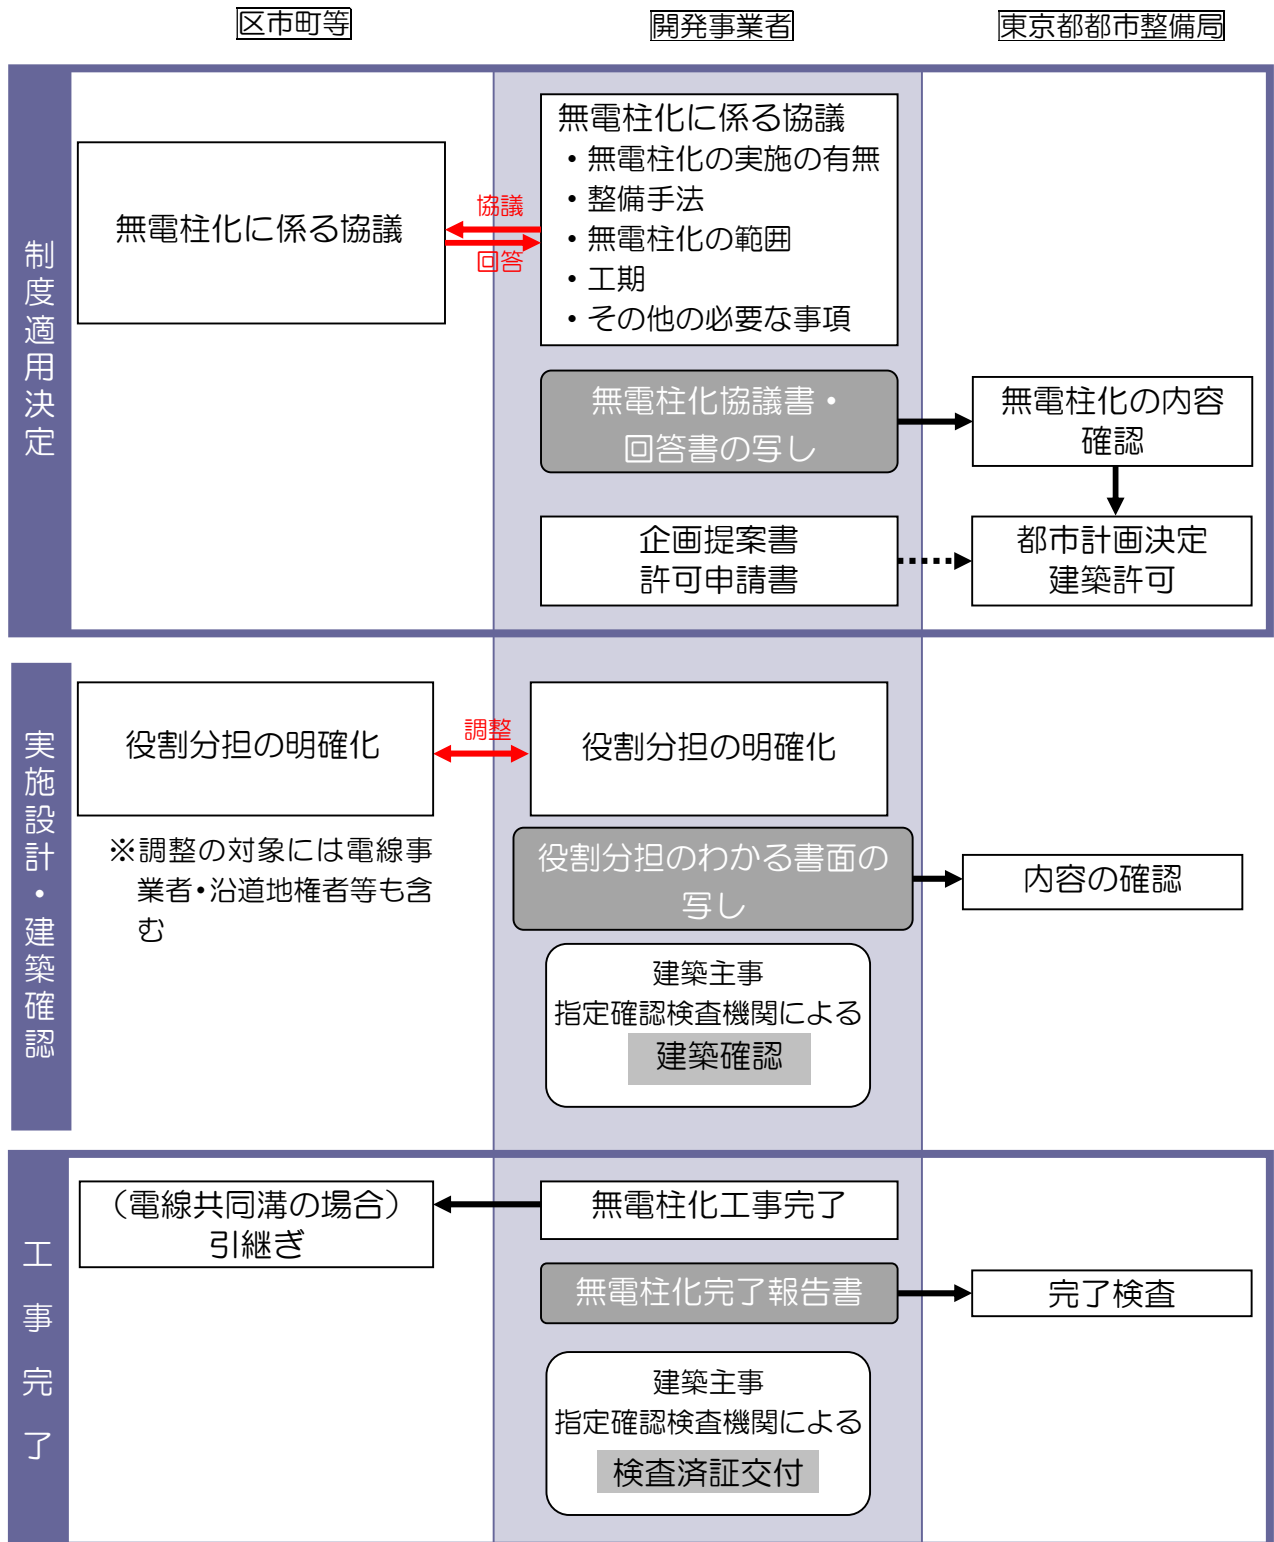 区市町等
開発事業者
東京都都市整備局
制度適用決定
無電柱化に係る協議
協議
回答
無電柱化に係る協議
・無電柱化の実施の有無
・整備手法
・無電柱化の範囲
・工期
・その他の必要な事項
無電柱化協議書・
回答書の写し
無電柱化の内容
確認
企画提案書
許可申請書
都市計画決定
建築許可
実施設計・建築確認
役割分担の明確化
調整
役割分担の明確化
※調整の対象には電線事
業者・沿道地権者等も含
む
役割分担のわかる書面の
写し
内容の確認
建築主事
指定確認検査機関による
建築確認
工事完了
（電線共同溝の場合）
引継ぎ
無電柱化工事完了
無電柱化完了報告書
完了検査
建築主事
指定確認検査機関による
検査済証交付